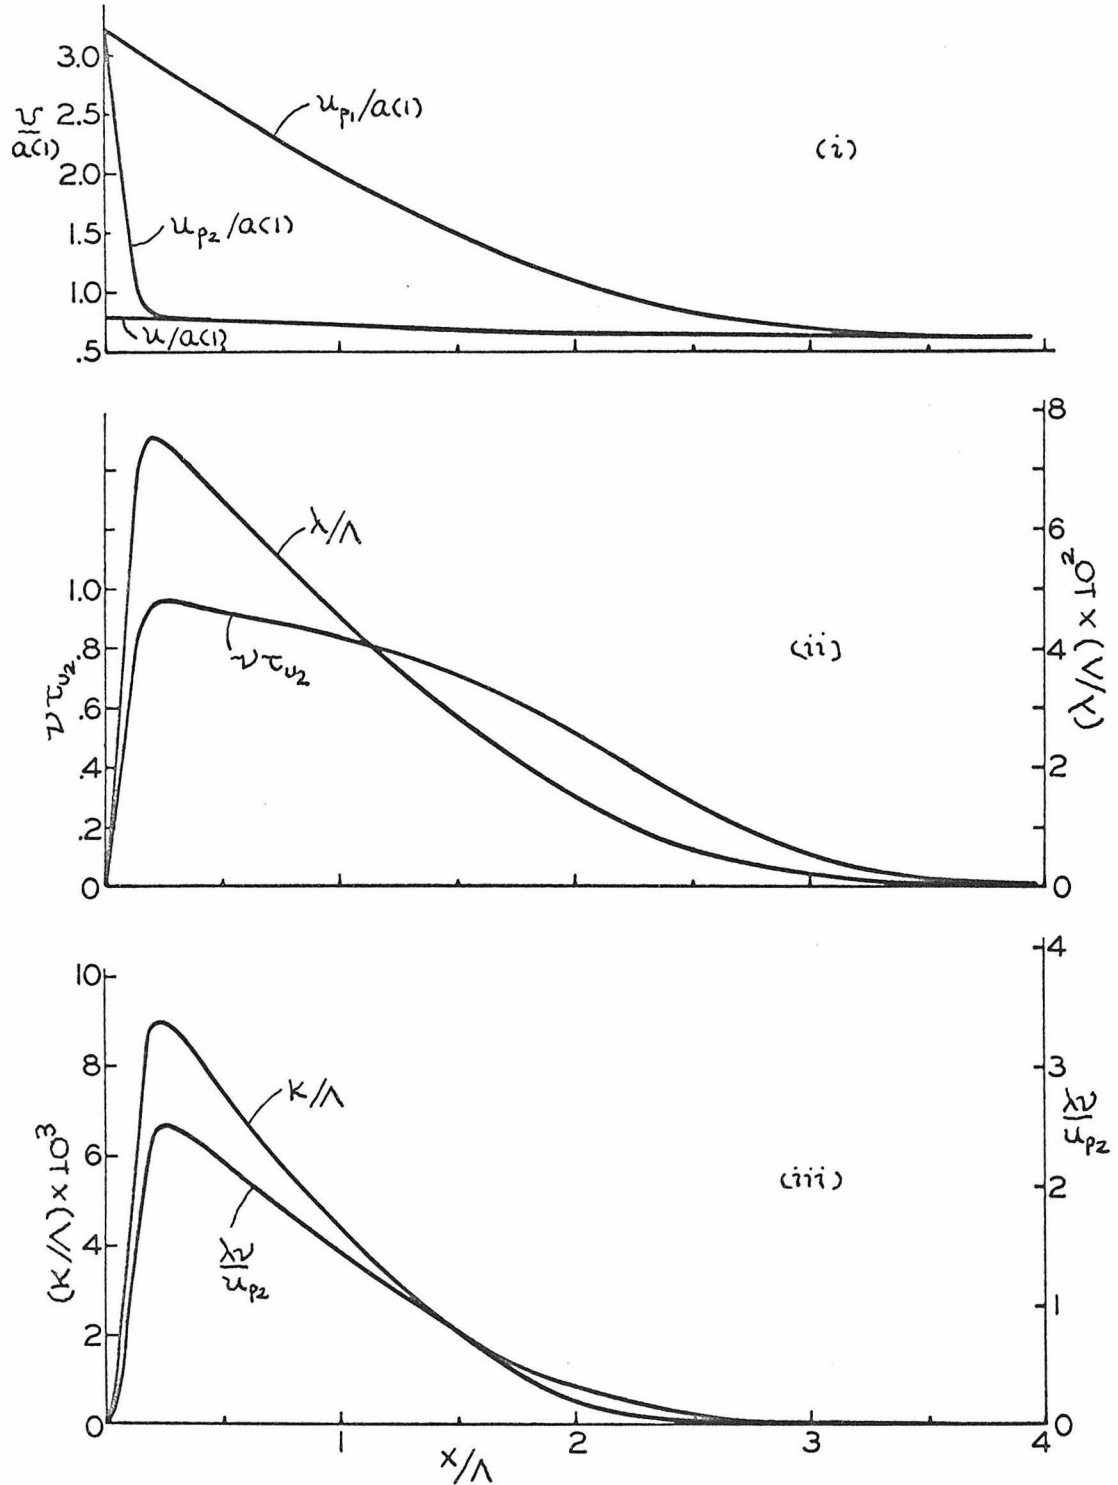 3.0
2.5
2.0
1.5
1.0
.5
v/a(1)
u_p1/a(1)
(i)
u_p2/a(1)
u/a(1)
1.0
.8
.6
.4
.2
0
ντ_υ2
λ/Λ
ντ_υ2
(ii)
8
6
4
2
0
(λ/Λ) x 10²
10
8
6
4
2
0
(K/Λ) x 10³
K/Λ
λν/u_p2
(iii)
4
3
2
1
0
λν/u_p2
1
2
3
4
x/Λ